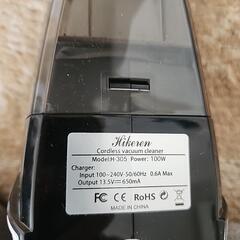 Hikeren
Cordless vacuum cleaner
Model:H-305 Power: 100W
Charger:
Input 100~240V-50/60Hz 0.6A Max
Output 13.5V⎓650mA
FC CE RoHS
MADE IN CHINA